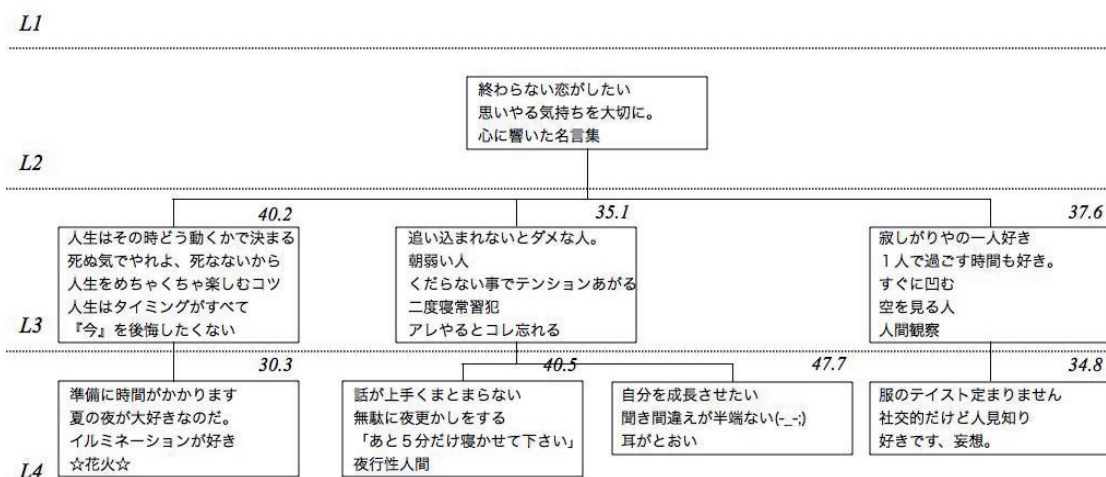 L1
終わらない恋がしたい
思いやる気持ちを大切に。
心に響いた名言集
L2
40.2
35.1
37.6
人生はその時どう動くかで決まる
死ぬ気でやれよ、死なないから
人生をめちゃくちゃ楽しむコツ
人生はタイミングがすべて
『今』を後悔したくない
追い込まれないとダメな人。
朝弱い人
くだらない事でテンションあがる
二度寝常習犯
アレやるとコレ忘れる
寂しがりやの一人好き
１人で過ごす時間も好き。
すぐに凹む
空を見る人
人間観察
L3
30.3
40.5
47.7
34.8
準備に時間がかかります
夏の夜が大好きなのだ。
イルミネーションが好き
☆花火☆
話が上手くまとまらない
無駄に夜更かしをする
「あと５分だけ寝かせて下さい」
夜行性人間
自分を成長させたい
聞き間違えが半端ない(-_-;)
耳がとおい
服のテイスト定まりません
社交的だけど人見知り
好きです、妄想。
L4